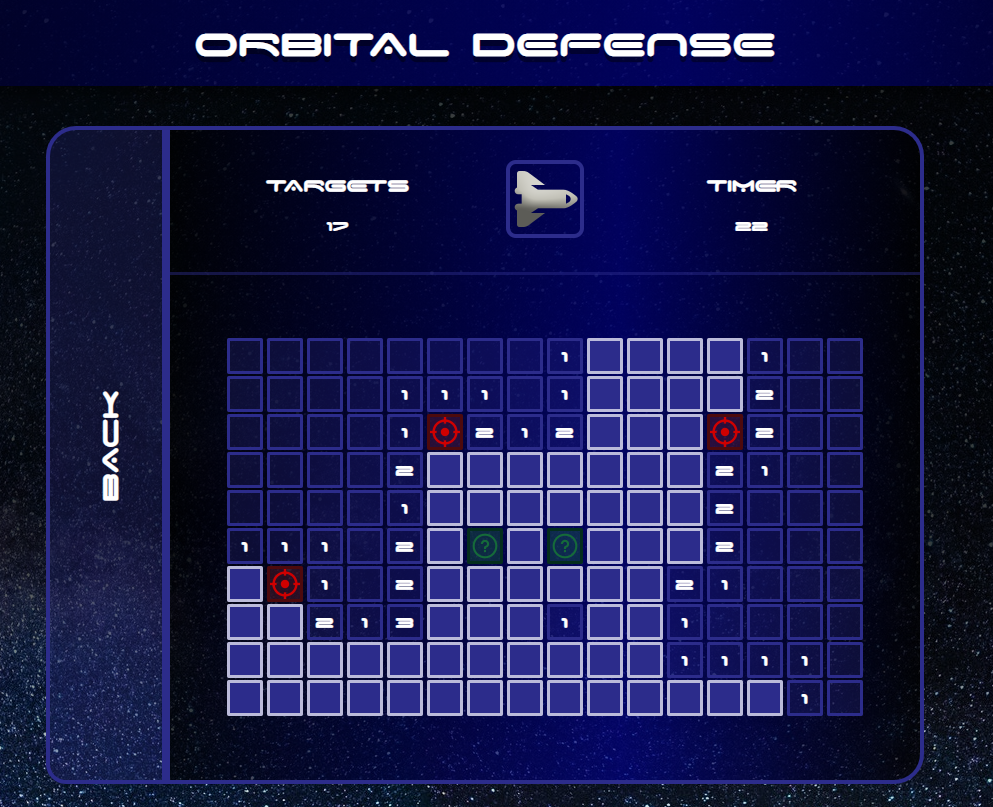 ORBITAL DEFENSE
TARGETS
TIMER
17
22
BACK
1 1
1 1 1 1 2
1 2 1 2 2
2 2 1
1 2
1 1 1 2 ? ? 2
1 2 2 1
2 1 3 1 1
1 1 1 1
1